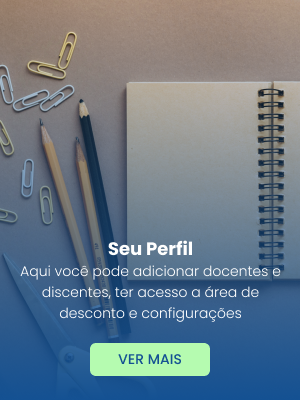 Seu Perfil
Aqui você pode adicionar docentes e
discentes, ter acesso a área de
desconto e configurações
VER MAIS